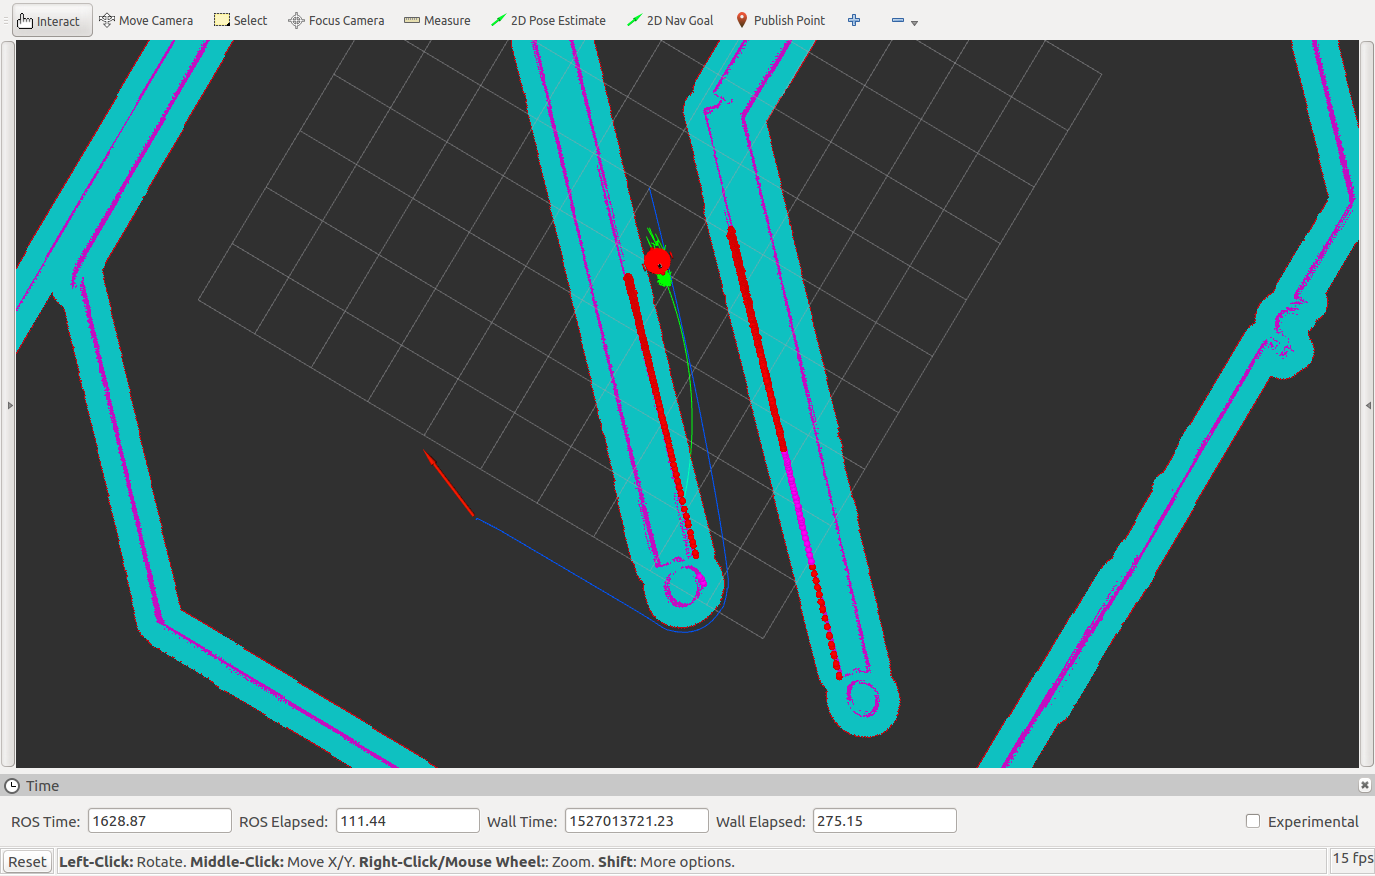 Interact Move Camera Select Focus Camera Measure 2D Pose Estimate 2D Nav Goal Publish Point
Time
ROS Time: 1628.87 ROS Elapsed: 111.44 Wall Time: 1527013721.23 Wall Elapsed: 275.15 Experimental
Reset Left-Click: Rotate. Middle-Click: Move X/Y. Right-Click/Mouse Wheel:: Zoom. Shift: More options. 15 fps